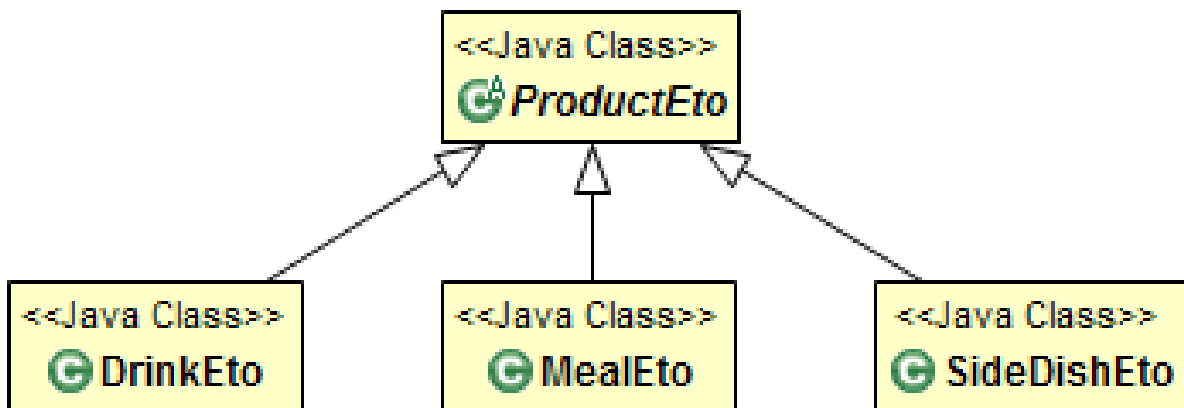 <<Java Class>>
ProductEto
<<Java Class>>
DrinkEto
<<Java Class>>
MealEto
<<Java Class>>
SideDishEto